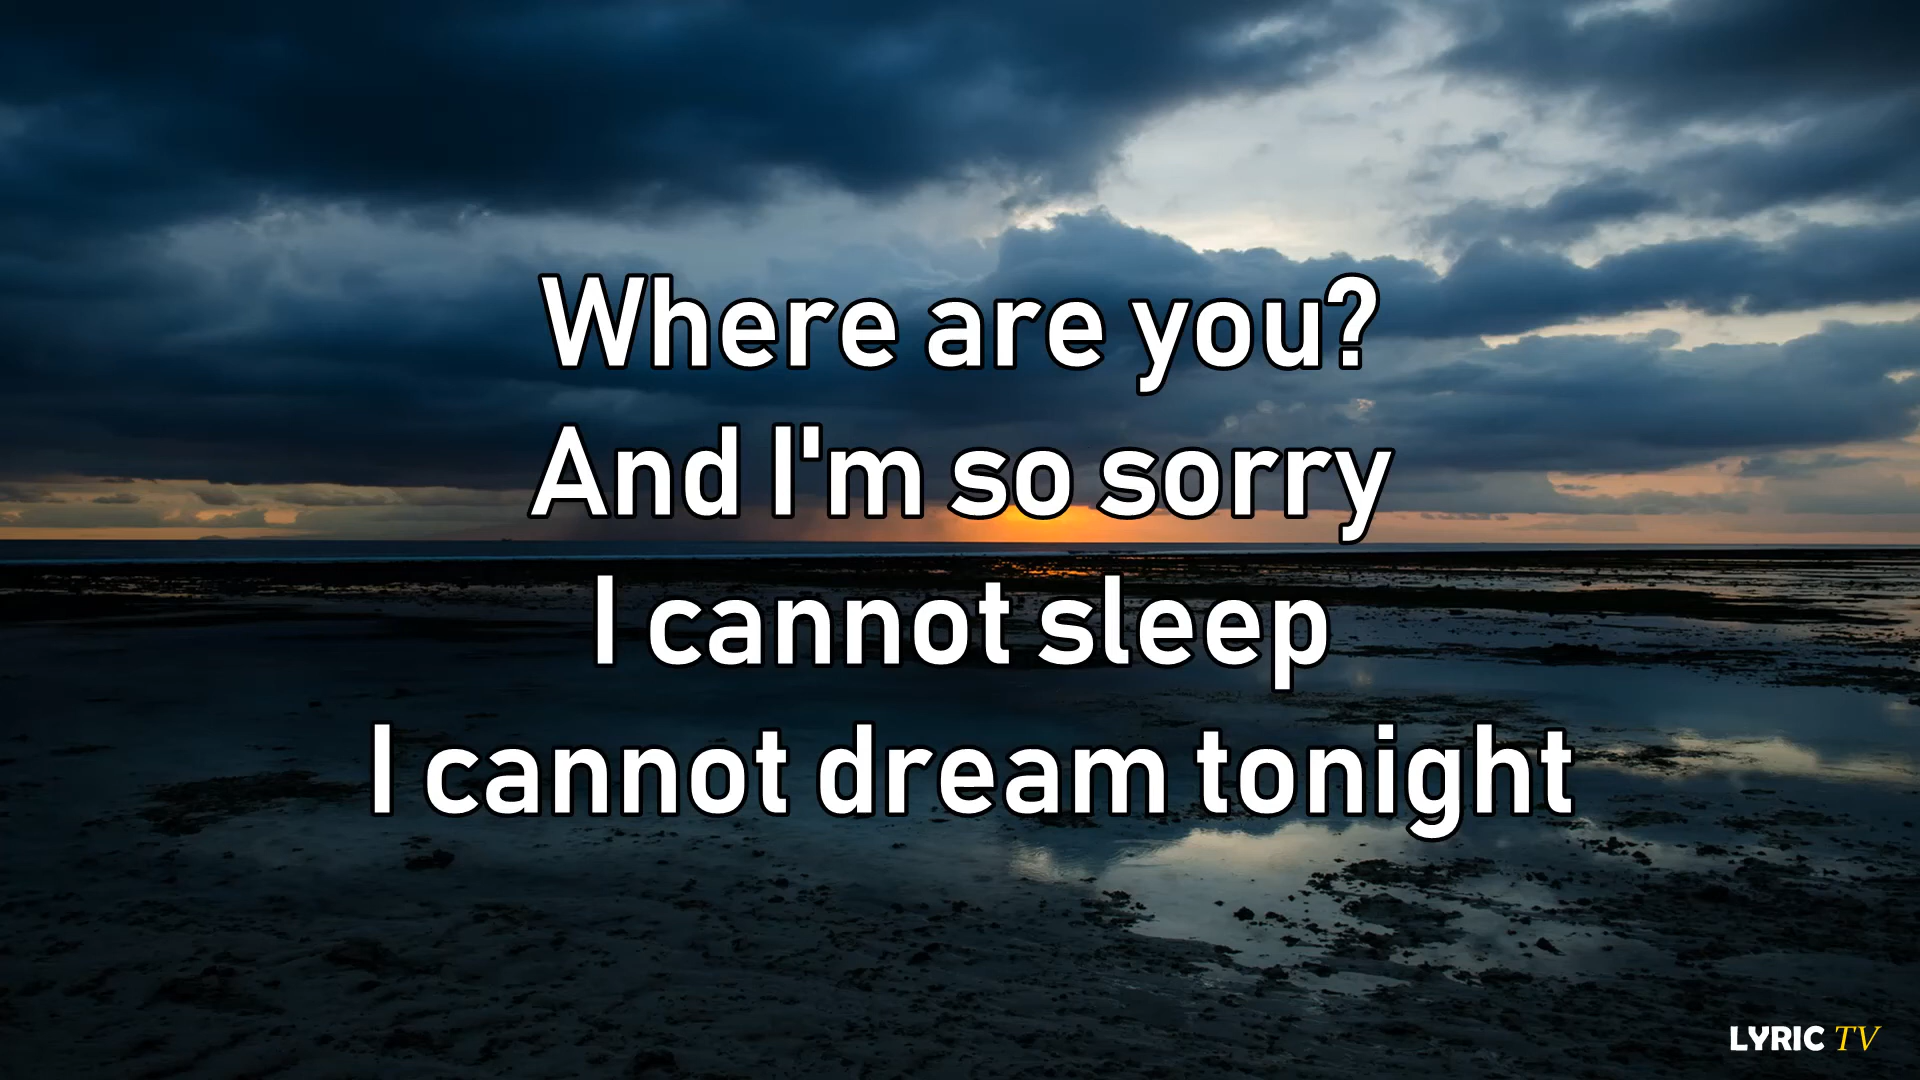 Where are you?
And I'm so sorry
I cannot sleep
I cannot dream tonight
LYRIC TV